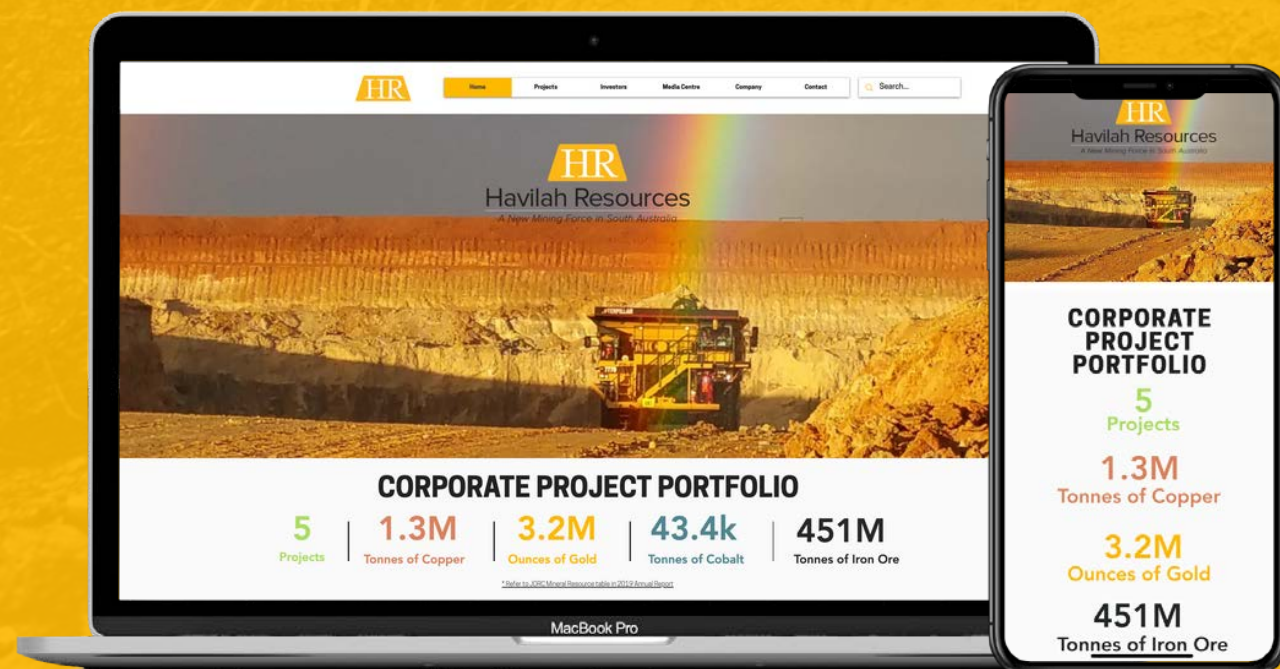 HR
Home Projects Investors Media Centre Company Contact Search...
HR
Havilah Resources
A New Mining Force in South Australia
CATERPILLAR
CORPORATE PROJECT PORTFOLIO
5 1.3M 3.2M 43.4k 451M
Projects Tonnes of Copper Ounces of Gold Tonnes of Cobalt Tonnes of Iron Ore
* Refer to JORC Mineral Resource table in 2019 Annual Report
MacBook Pro
HR
Havilah Resources
A New Mining Force in South Australia
CORPORATE
PROJECT
PORTFOLIO
5
Projects
1.3M
Tonnes of Copper
3.2M
Ounces of Gold
451M
Tonnes of Iron Ore